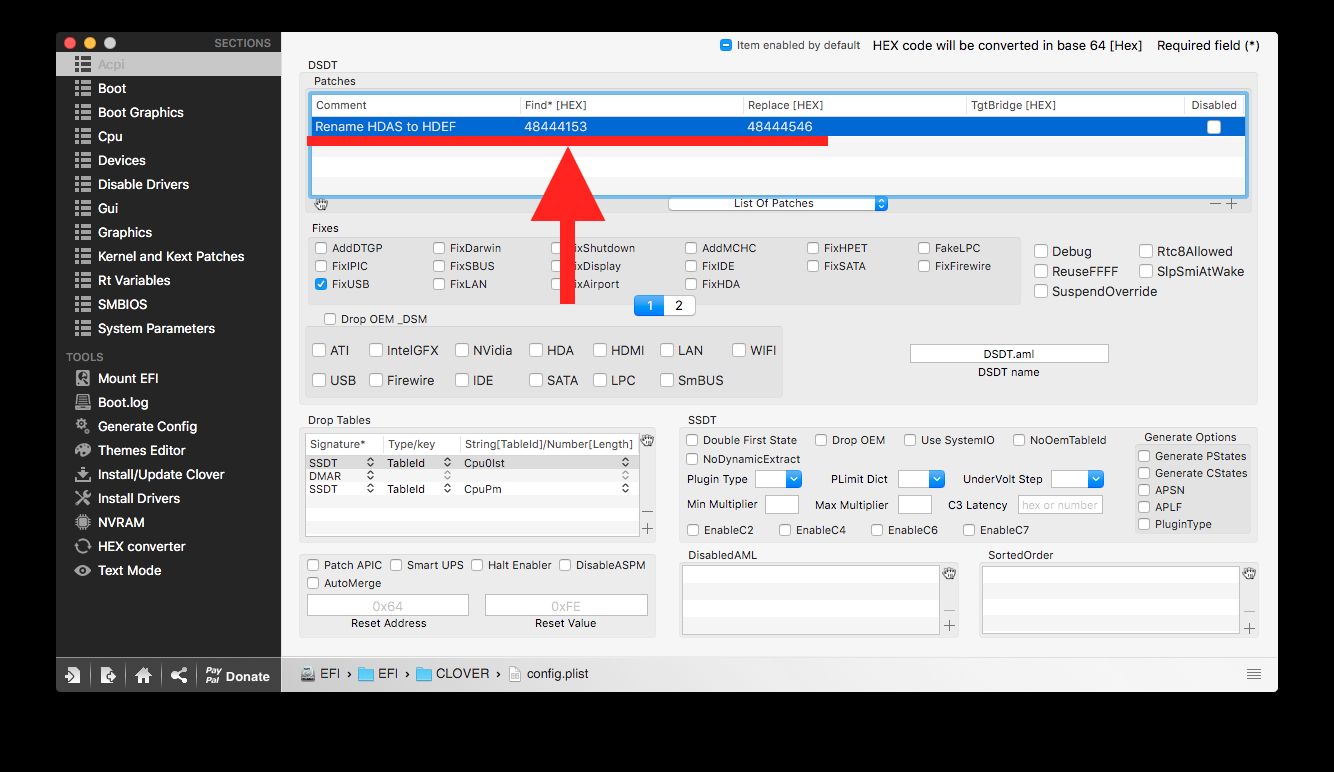 SECTIONS
Acpi
Boot
Boot Graphics
Cpu
Devices
Disable Drivers
Gui
Graphics
Kernel and Kext Patches
Rt Variables
SMBIOS
System Parameters
TOOLS
Mount EFI
Boot.log
Generate Config
Themes Editor
Install/Update Clover
Install Drivers
NVRAM
HEX converter
Text Mode
Pay
Pal Donate
Item enabled by default HEX code will be converted in base 64 [Hex] Required field (*)
DSDT
Patches
Comment Find* [HEX] Replace [HEX] TgtBridge [HEX] Disabled
Rename HDAS to HDEF 48444153 48444546
List Of Patches
Fixes
AddDTGP FixDarwin ixShutdown AddMCHC FixHPET FakeLPC
FixIPIC FixSBUS ixDisplay FixIDE FixSATA FixFirewire
FixUSB FixLAN ixAirport FixHDA
Debug Rtc8Allowed
ReuseFFFF SlpSmiAtWake
SuspendOverride
1 2
Drop OEM _DSM
ATI IntelGFX NVidia HDA HDMI LAN WIFI
USB Firewire IDE SATA LPC SmBUS
DSDT.aml
DSDT name
Drop Tables
Signature* Type/key String[TableId]/Number[Length]
SSDT TableId Cpu0Ist
DMAR
SSDT TableId CpuPm
SSDT
Double First State Drop OEM Use SystemIO NoOemTableId
NoDynamicExtract
Plugin Type PLimit Dict UnderVolt Step
Min Multiplier Max Multiplier C3 Latency hex or number
EnableC2 EnableC4 EnableC6 EnableC7
Generate Options
Generate PStates
Generate CStates
APSN
APLF
PluginType
Patch APIC Smart UPS Halt Enabler DisableASPM
AutoMerge
0x64 0xFE
Reset Address Reset Value
DisabledAML
SortedOrder
EFI › EFI › CLOVER › config.plist